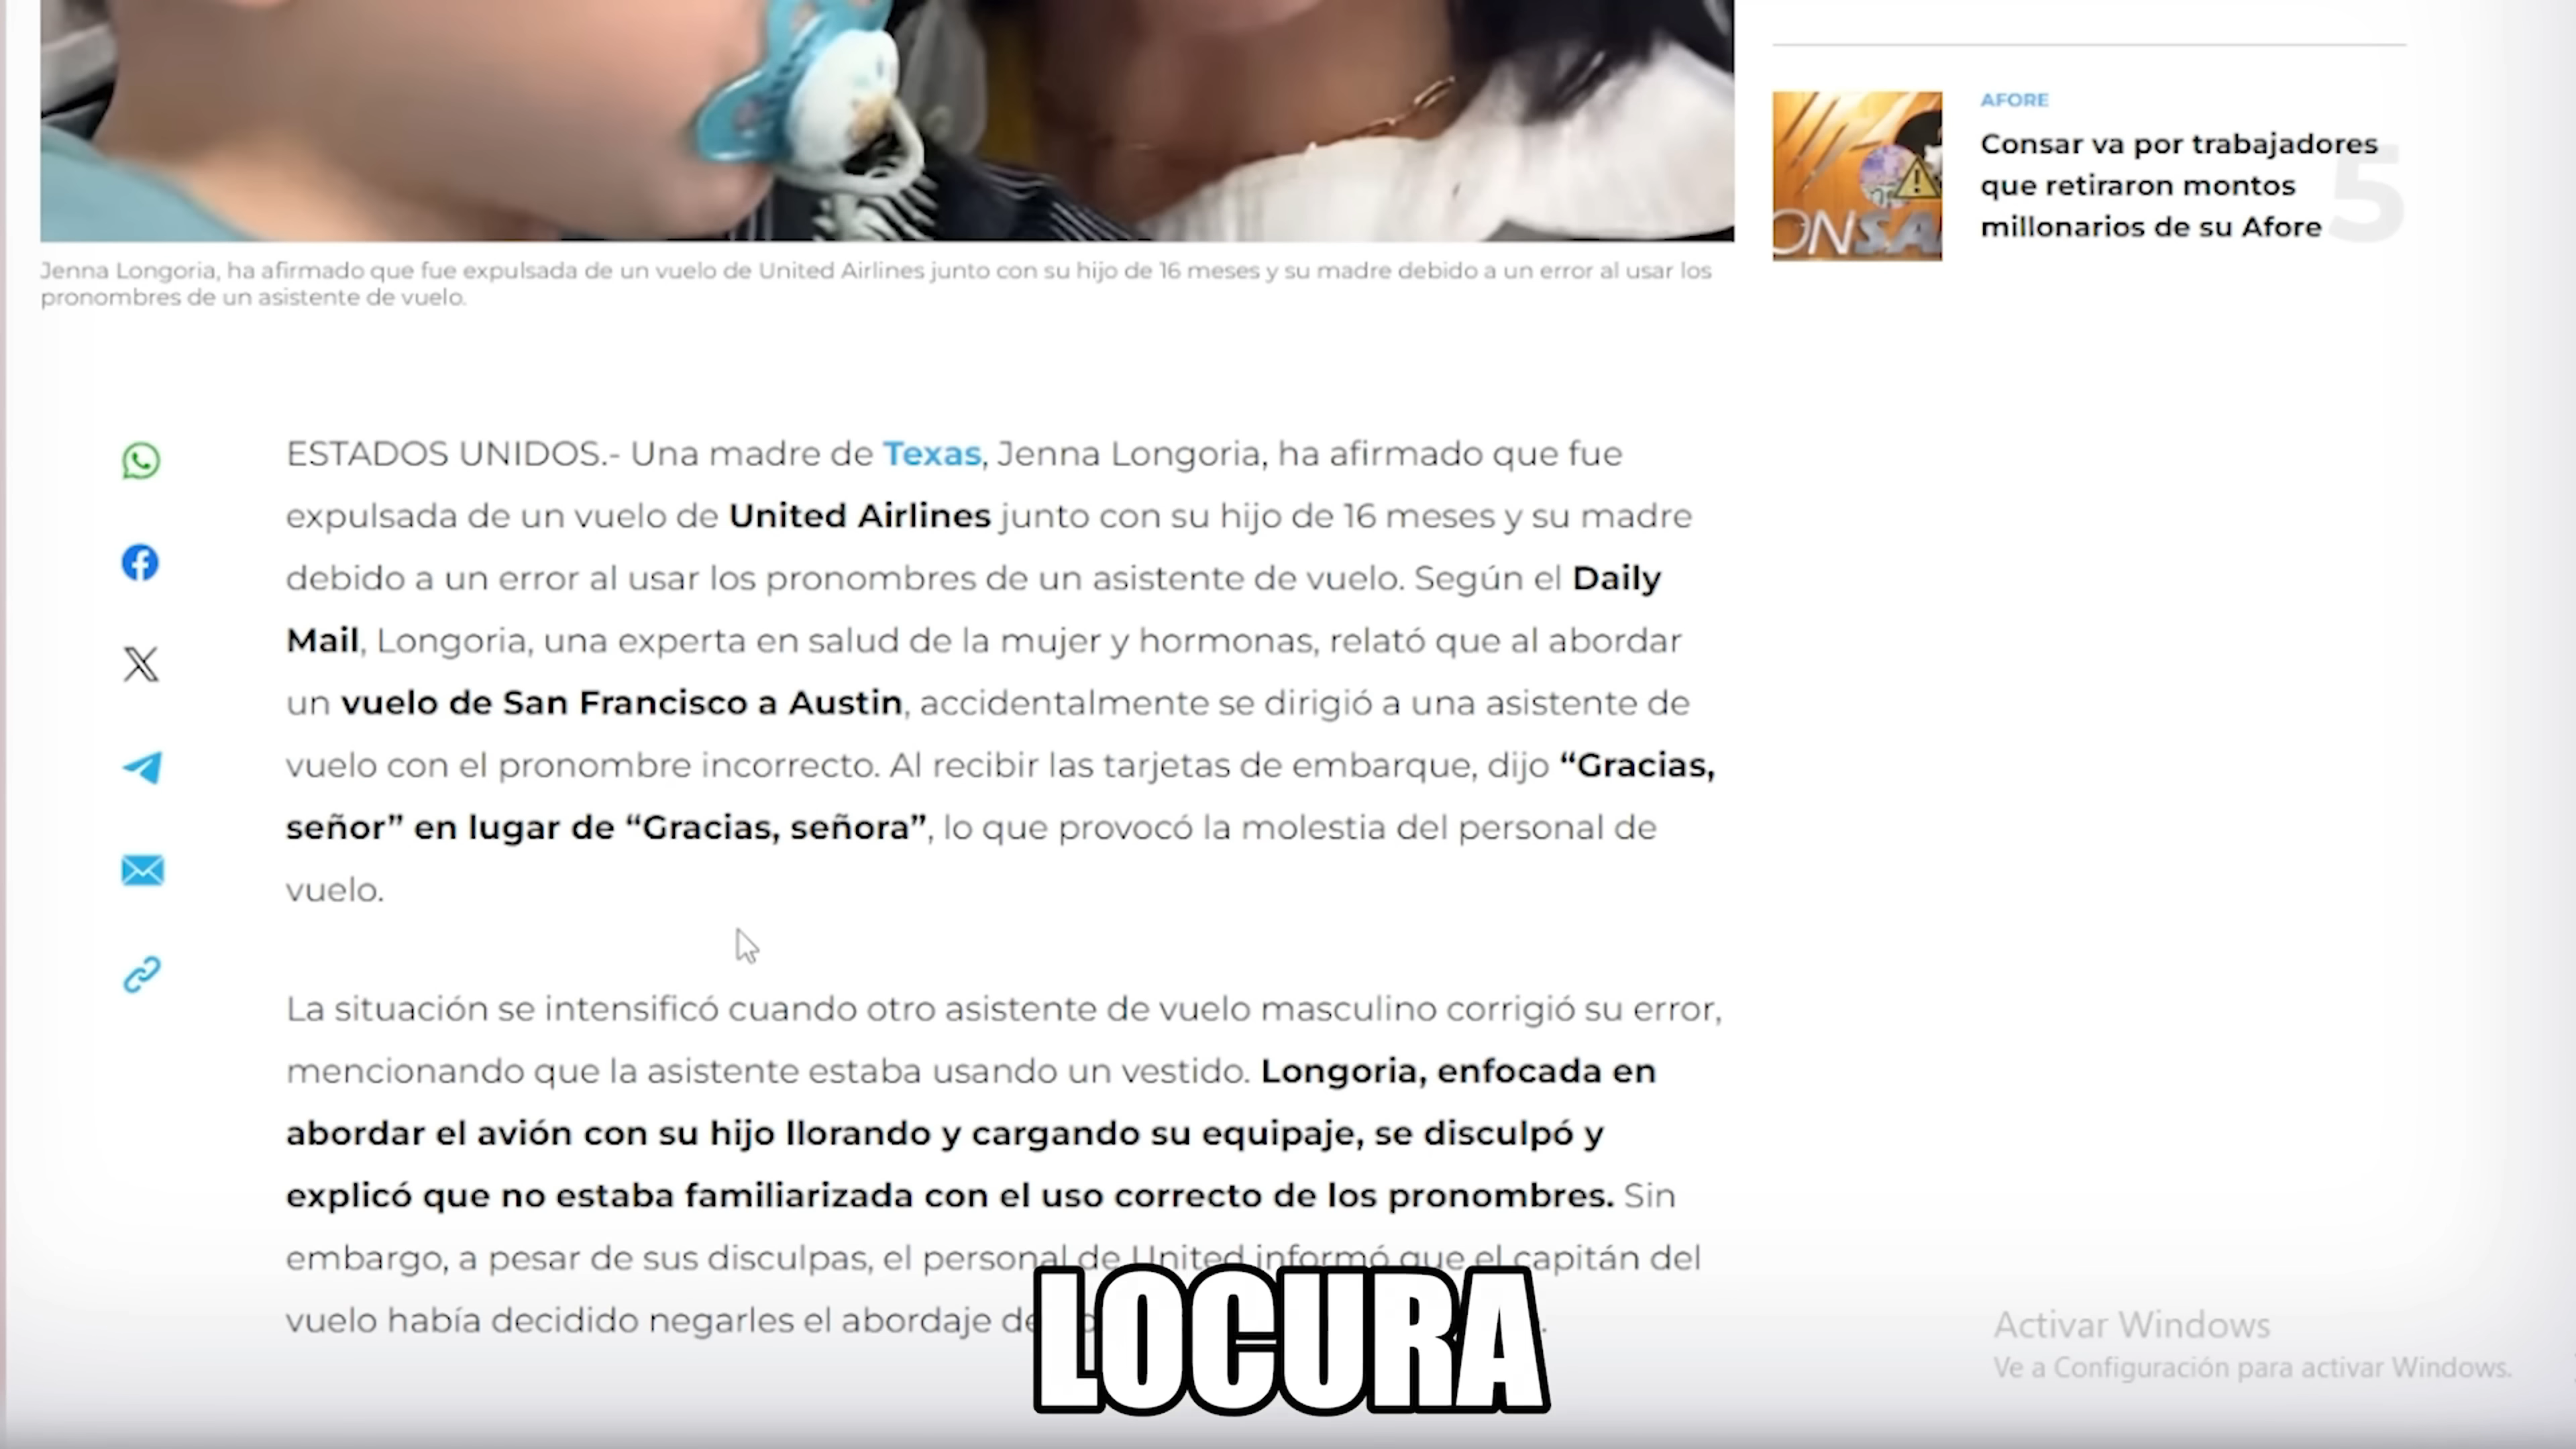 AFORE
Consar va por trabajadores
que retiraron montos
millonarios de su Afore
5
ONSA
Jenna Longoria, ha afirmado que fue expulsada de un vuelo de United Airlines junto con su hijo de 16 meses y su madre debido a un error al usar los
pronombres de un asistente de vuelo.
ESTADOS UNIDOS.- Una madre de Texas, Jenna Longoria, ha afirmado que fue
expulsada de un vuelo de United Airlines junto con su hijo de 16 meses y su madre
debido a un error al usar los pronombres de un asistente de vuelo. Según el Daily
Mail, Longoria, una experta en salud de la mujer y hormonas, relató que al abordar
un vuelo de San Francisco a Austin, accidentalmente se dirigió a una asistente de
vuelo con el pronombre incorrecto. Al recibir las tarjetas de embarque, dijo “Gracias,
señor” en lugar de “Gracias, señora”, lo que provocó la molestia del personal de
vuelo.
La situación se intensificó cuando otro asistente de vuelo masculino corrigió su error,
mencionando que la asistente estaba usando un vestido. Longoria, enfocada en
abordar el avión con su hijo llorando y cargando su equipaje, se disculpó y
explicó que no estaba familiarizada con el uso correcto de los pronombres. Sin
embargo, a pesar de sus disculpas, el personal de United informó que el capitán del
vuelo había decidido negarles el abordaje
LOCURA
Activar Windows
Ve a Configuración para activar Windows.